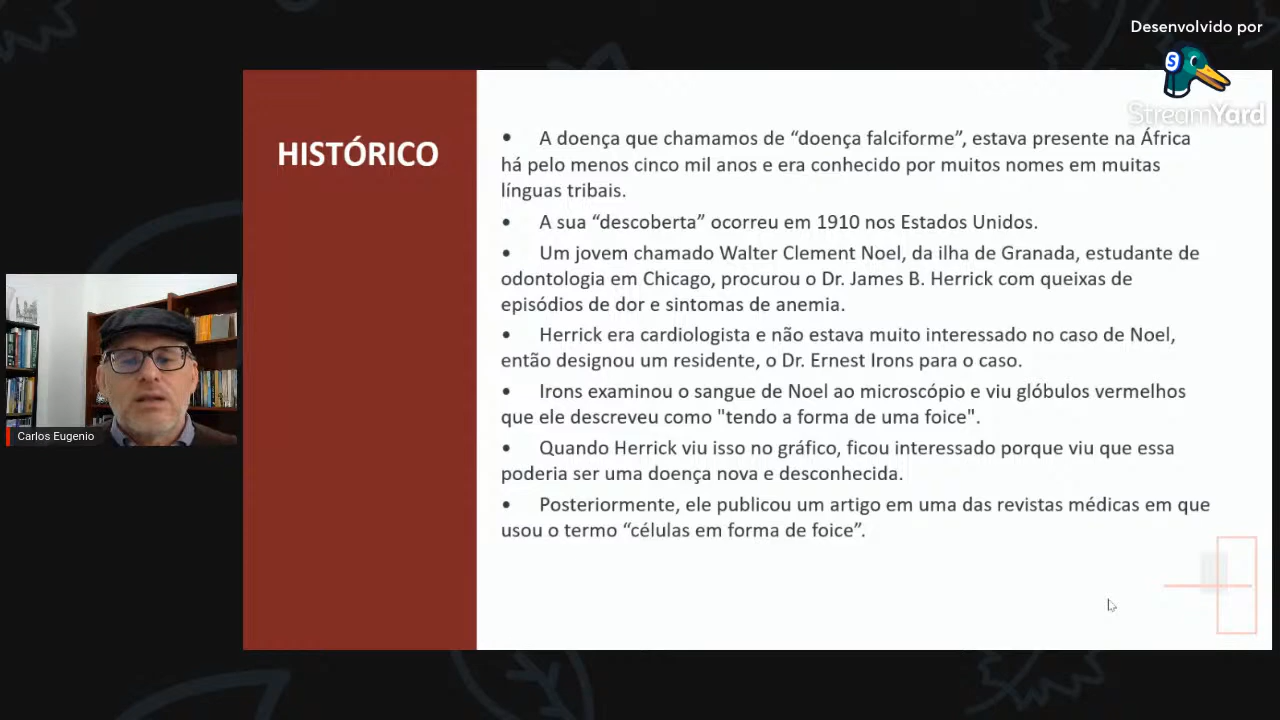 Desenvolvido por
S
StreamYard
HISTÓRICO
• A doença que chamamos de “doença falciforme”, estava presente na África
há pelo menos cinco mil anos e era conhecido por muitos nomes em muitas
línguas tribais.
• A sua “descoberta” ocorreu em 1910 nos Estados Unidos.
• Um jovem chamado Walter Clement Noel, da ilha de Granada, estudante de
odontologia em Chicago, procurou o Dr. James B. Herrick com queixas de
episódios de dor e sintomas de anemia.
• Herrick era cardiologista e não estava muito interessado no caso de Noel,
então designou um residente, o Dr. Ernest Irons para o caso.
• Irons examinou o sangue de Noel ao microscópio e viu glóbulos vermelhos
que ele descreveu como "tendo a forma de uma foice".
• Quando Herrick viu isso no gráfico, ficou interessado porque viu que essa
poderia ser uma doença nova e desconhecida.
• Posteriormente, ele publicou um artigo em uma das revistas médicas em que
usou o termo “células em forma de foice”.
Carlos Eugenio